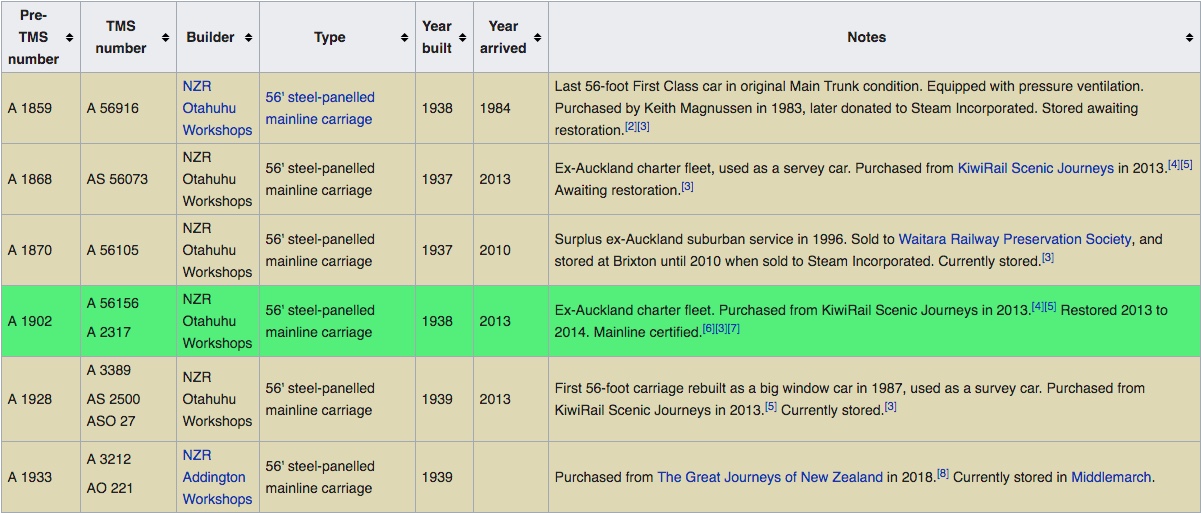 Pre-
TMS
number
TMS
number
Builder
Type
Year
built
Year
arrived
Notes
A 1859
A 56916
NZR
Otahuhu
Workshops
56' steel-panelled
mainline carriage
1938
1984
Last 56-foot First Class car in original Main Trunk condition. Equipped with pressure ventilation.
Purchased by Keith Magnussen in 1983, later donated to Steam Incorporated. Stored awaiting
restoration.[2][3]
A 1868
AS 56073
NZR
Otahuhu
Workshops
56' steel-panelled
mainline carriage
1937
2013
Ex-Auckland charter fleet, used as a servey car. Purchased from KiwiRail Scenic Journeys in 2013.[4][5]
Awaiting restoration.[3]
A 1870
A 56105
NZR
Otahuhu
Workshops
56' steel-panelled
mainline carriage
1937
2010
Surplus ex-Auckland suburban service in 1996. Sold to Waitara Railway Preservation Society, and
stored at Brixton until 2010 when sold to Steam Incorporated. Currently stored.[3]
A 1902
A 56156
A 2317
NZR
Otahuhu
Workshops
56' steel-panelled
mainline carriage
1938
2013
Ex-Auckland charter fleet. Purchased from KiwiRail Scenic Journeys in 2013.[4][5] Restored 2013 to
2014. Mainline certified.[6][3][7]
A 1928
A 3389
AS 2500
ASO 27
NZR
Otahuhu
Workshops
56' steel-panelled
mainline carriage
1939
2013
First 56-foot carriage rebuilt as a big window car in 1987, used as a survey car. Purchased from
KiwiRail Scenic Journeys in 2013.[5] Currently stored.[3]
A 1933
A 3212
AO 221
NZR
Addington
Workshops
56' steel-panelled
mainline carriage
1939
Purchased from The Great Journeys of New Zealand in 2018.[8] Currently stored in Middlemarch.